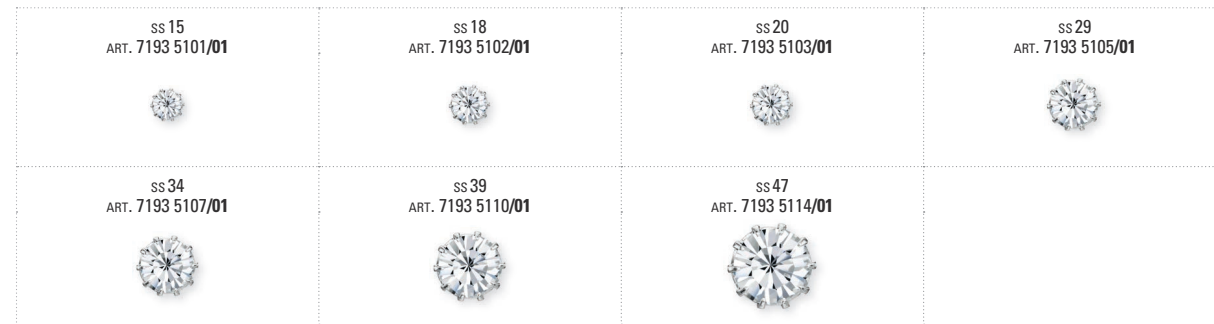 SS 15
ART. 7193 5101/01
SS 18
ART. 7193 5102/01
SS 20
ART. 7193 5103/01
SS 29
ART. 7193 5105/01
SS 34
ART. 7193 5107/01
SS 39
ART. 7193 5110/01
SS 47
ART. 7193 5114/01